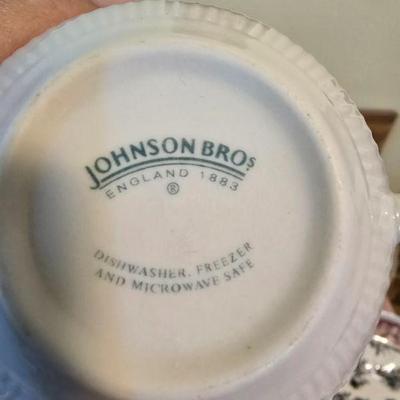 JOHNSON BROS
ENGLAND 1883
®
DISHWASHER, FREEZER
AND MICROWAVE SAFE